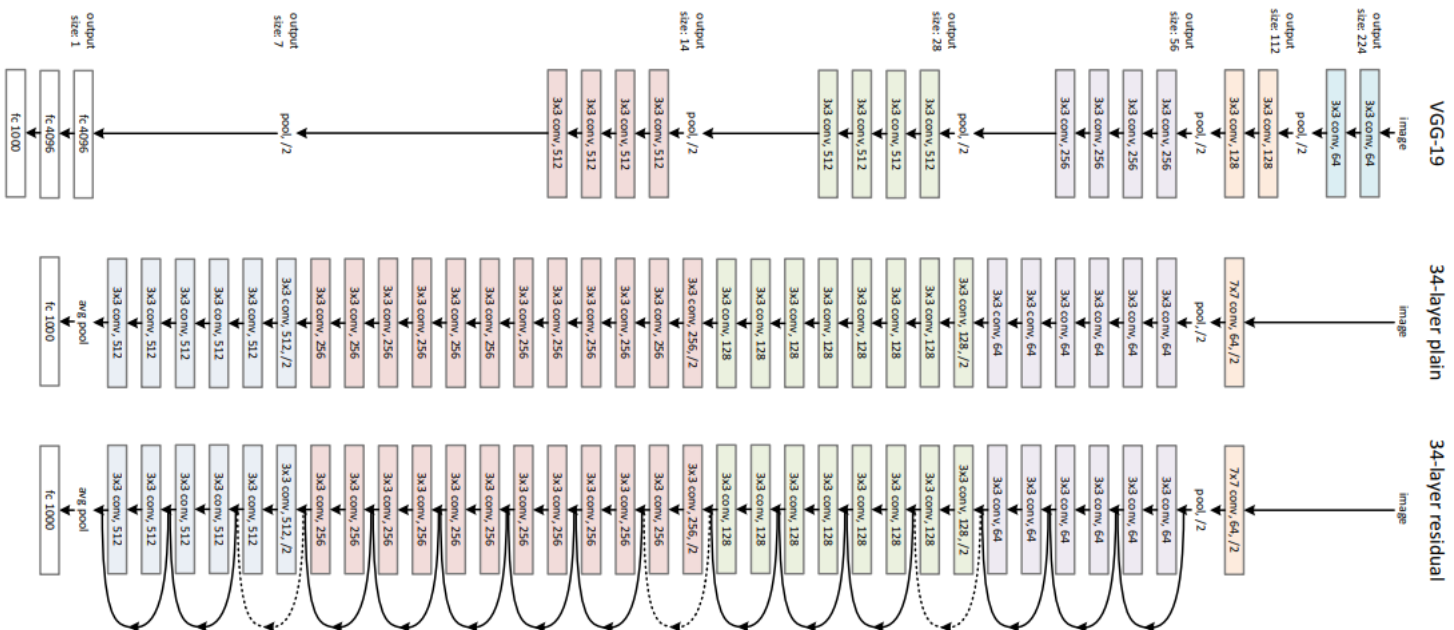 output
size: 224
output
size: 112
output
size: 56
output
size: 28
output
size: 14
output
size: 7
output
size: 1
VGG-19
image
3x3 conv, 64
3x3 conv, 64
pool, /2
3x3 conv, 128
3x3 conv, 128
pool, /2
3x3 conv, 256
3x3 conv, 256
3x3 conv, 256
3x3 conv, 256
pool, /2
3x3 conv, 512
3x3 conv, 512
3x3 conv, 512
3x3 conv, 512
pool, /2
3x3 conv, 512
3x3 conv, 512
3x3 conv, 512
3x3 conv, 512
pool, /2
fc 4096
fc 4096
fc 1000
34-layer plain
image
7x7 conv, 64, /2
pool, /2
3x3 conv, 64
3x3 conv, 64
3x3 conv, 64
3x3 conv, 64
3x3 conv, 64
3x3 conv, 64
3x3 conv, 128, /2
3x3 conv, 128
3x3 conv, 128
3x3 conv, 128
3x3 conv, 128
3x3 conv, 128
3x3 conv, 128
3x3 conv, 128
3x3 conv, 256, /2
3x3 conv, 256
3x3 conv, 256
3x3 conv, 256
3x3 conv, 256
3x3 conv, 256
3x3 conv, 256
3x3 conv, 256
3x3 conv, 256
3x3 conv, 256
3x3 conv, 256
3x3 conv, 256
3x3 conv, 512, /2
3x3 conv, 512
3x3 conv, 512
3x3 conv, 512
3x3 conv, 512
3x3 conv, 512
avg pool
fc 1000
34-layer residual
image
7x7 conv, 64, /2
pool, /2
3x3 conv, 64
3x3 conv, 64
3x3 conv, 64
3x3 conv, 64
3x3 conv, 64
3x3 conv, 64
3x3 conv, 128, /2
3x3 conv, 128
3x3 conv, 128
3x3 conv, 128
3x3 conv, 128
3x3 conv, 128
3x3 conv, 128
3x3 conv, 128
3x3 conv, 256, /2
3x3 conv, 256
3x3 conv, 256
3x3 conv, 256
3x3 conv, 256
3x3 conv, 256
3x3 conv, 256
3x3 conv, 256
3x3 conv, 256
3x3 conv, 256
3x3 conv, 256
3x3 conv, 256
3x3 conv, 512, /2
3x3 conv, 512
3x3 conv, 512
3x3 conv, 512
3x3 conv, 512
3x3 conv, 512
avg pool
fc 1000